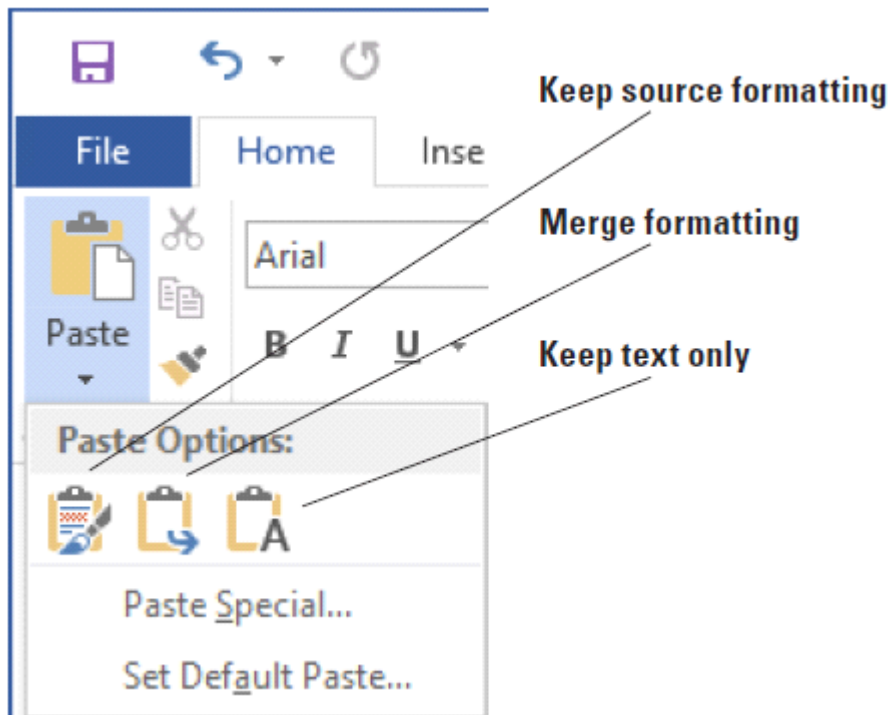 Keep source formatting
File Home Inse
Merge formatting
Arial
Paste
B I U
Keep text only
Paste Options:
A
Paste Special...
Set Default Paste...